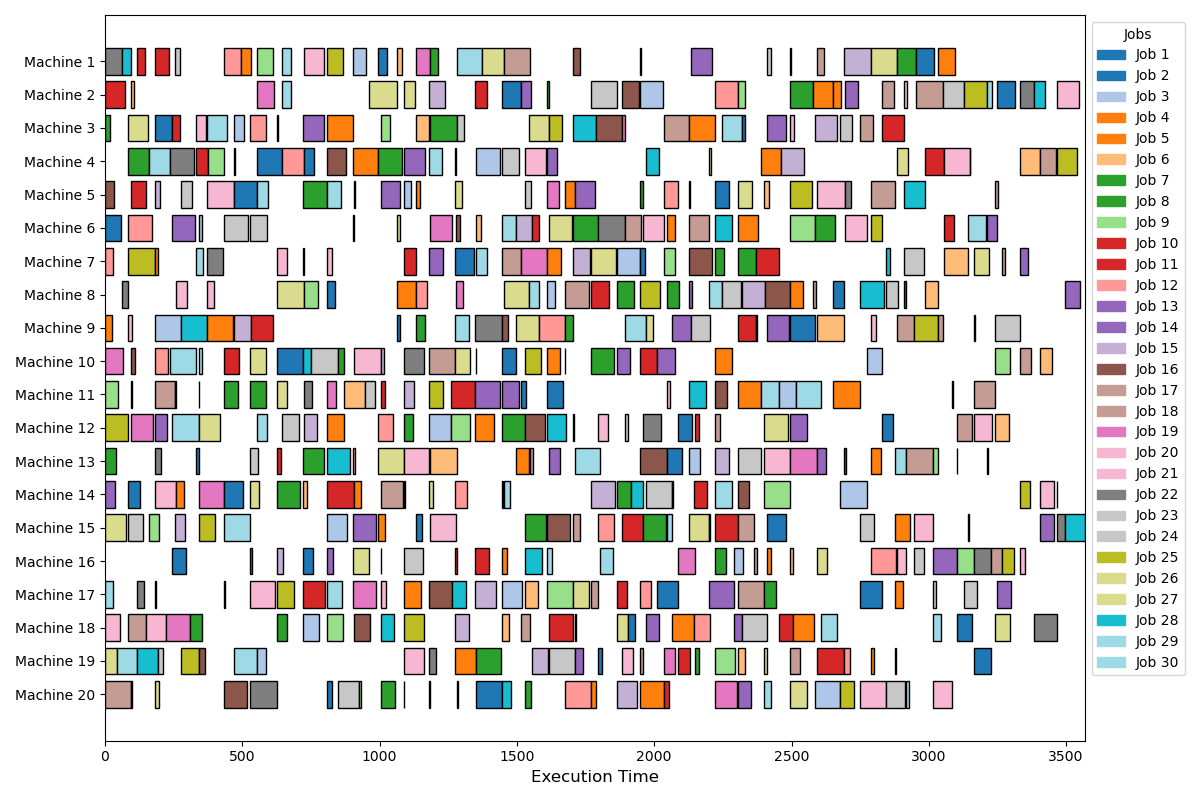 Machine 1
Machine 2
Machine 3
Machine 4
Machine 5
Machine 6
Machine 7
Machine 8
Machine 9
Machine 10
Machine 11
Machine 12
Machine 13
Machine 14
Machine 15
Machine 16
Machine 17
Machine 18
Machine 19
Machine 20
0 500 1000 1500 2000 2500 3000 3500
Execution Time
Jobs
Job 1
Job 2
Job 3
Job 4
Job 5
Job 6
Job 7
Job 8
Job 9
Job 10
Job 11
Job 12
Job 13
Job 14
Job 15
Job 16
Job 17
Job 18
Job 19
Job 20
Job 21
Job 22
Job 23
Job 24
Job 25
Job 26
Job 27
Job 28
Job 29
Job 30